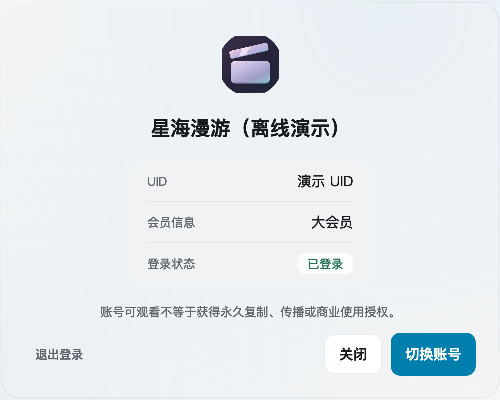 星海漫游（离线演示）
UID 演示 UID
会员信息 大会员
登录状态 已登录
账号可观看不等于获得永久复制、传播或商业使用授权。
退出登录 关闭 切换账号